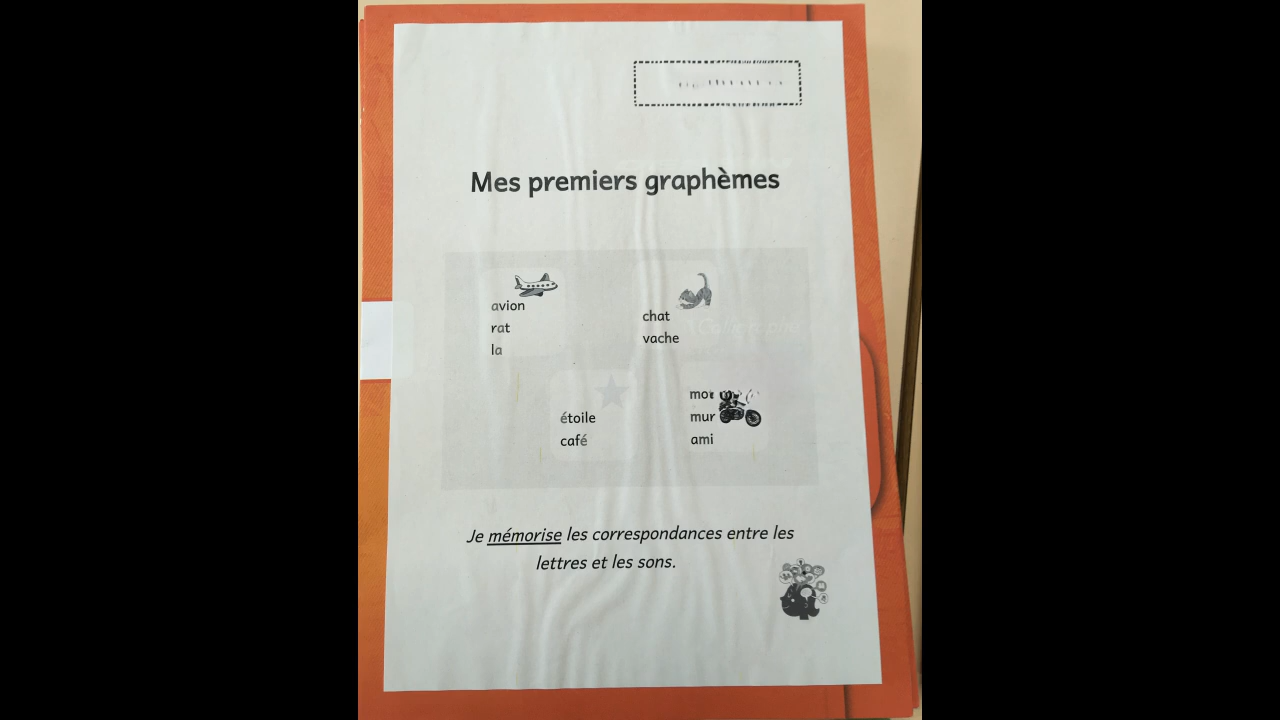 Mes premiers graphèmes
avion
rat
la
chat
vache
étoile
café
mur
ami
Je mémorise les correspondances entre les
lettres et les sons.